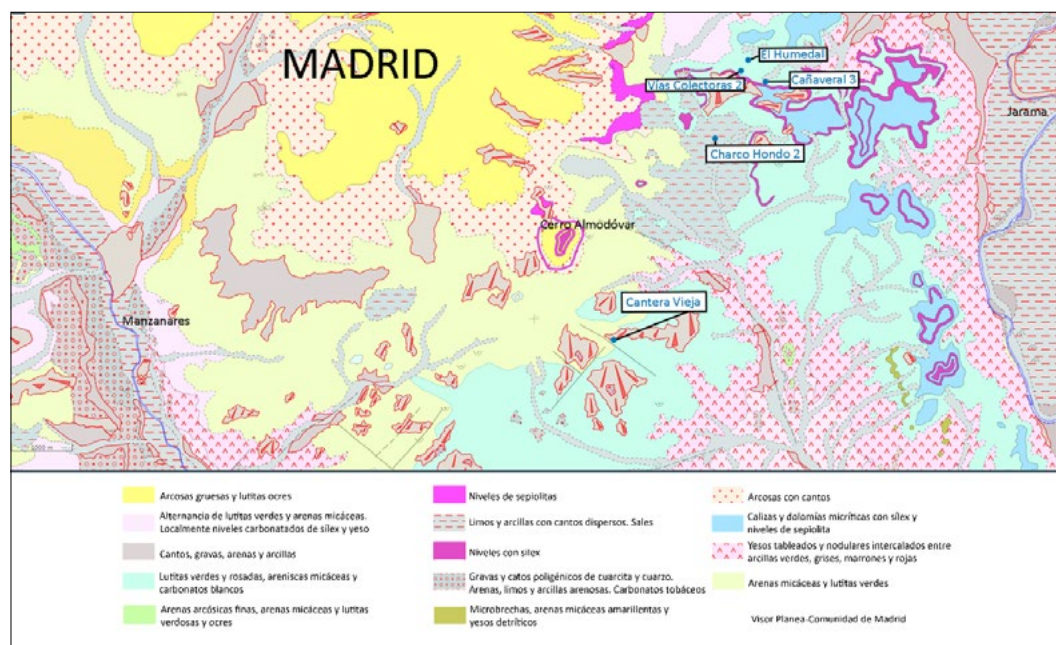 MADRID
El Humedal
Vías Colectoras 2
Cañaveral 3
Jarama
Charco Hondo 2
Cerro Almodóvar
Cantera Vieja
Manzanares
Arcosas gruesas y lutitas ocres
Alternancia de lutitas verdes y arenas micáceas.
Localmente niveles carbonatados de sílex y yeso
Cantos, gravas, arenas y arcillas
Lutitas verdes y rosadas, areniscas micáceas y
carbonatos blancos
Arenas arcósicas finas, arenas micáceas y lutitas
verdosas y ocres
Niveles de sepiolitas
Limos y arcillas con cantos dispersos. Sales
Niveles con sílex
Gravas y catos poligénicos de cuarcita y cuarzo.
Arenas, limos y arcillas arenosas. Carbonatos tobáceos
Microbrechas, arenas micáceas amarillentas y
yesos detríticos
Arcosas con cantos
Calizas y dolomías micríticas con sílex y
niveles de sepiolita
Yesos tableados y nodulares intercalados entre
arcillas verdes, grises, marrones y rojas
Arenas micáceas y lutitas verdes
Visor Planea-Comunidad de Madrid